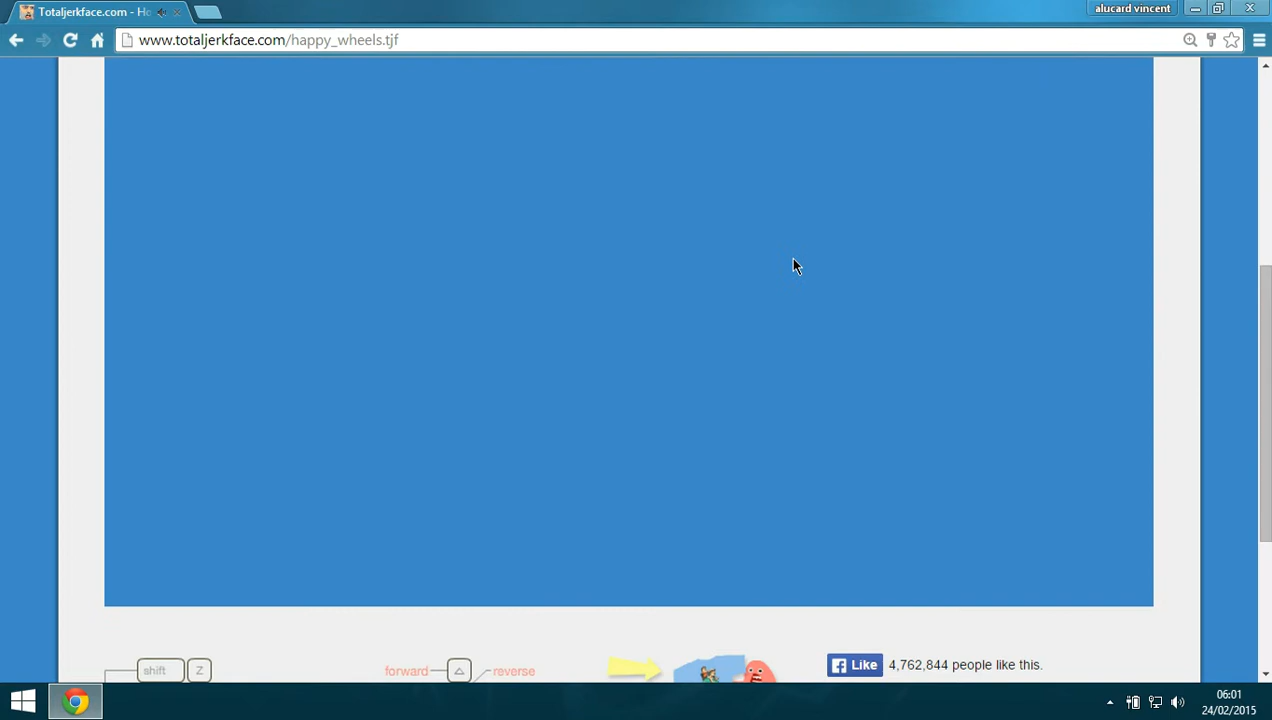 Totaljerkface.com - Ho
alucard vincent
www.totaljerkface.com/happy_wheels.tjf
shift Z
forward reverse
Like 4,762,844 people like this.
06:01
24/02/2015